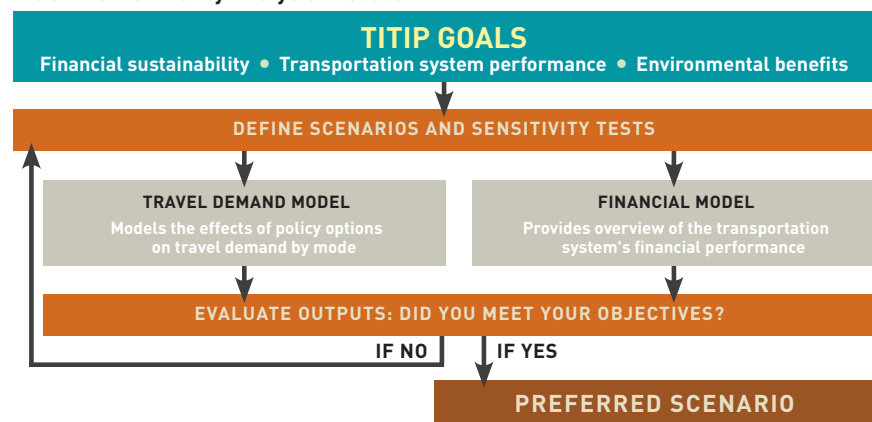 TITIP GOALS
Financial sustainability • Transportation system performance • Environmental benefits
DEFINE SCENARIOS AND SENSITIVITY TESTS
TRAVEL DEMAND MODEL
Models the effects of policy options
on travel demand by mode
FINANCIAL MODEL
Provides overview of the transportation
system's financial performance
EVALUATE OUTPUTS: DID YOU MEET YOUR OBJECTIVES?
IF NO
IF YES
PREFERRED SCENARIO